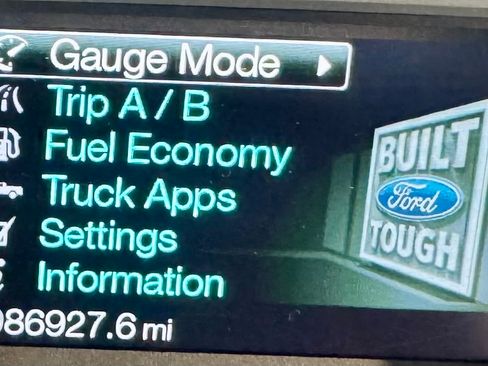 Gauge Mode
Trip A / B
Fuel Economy
Truck Apps
Settings
Information
086927.6 mi
BUILT
Ford
TOUGH